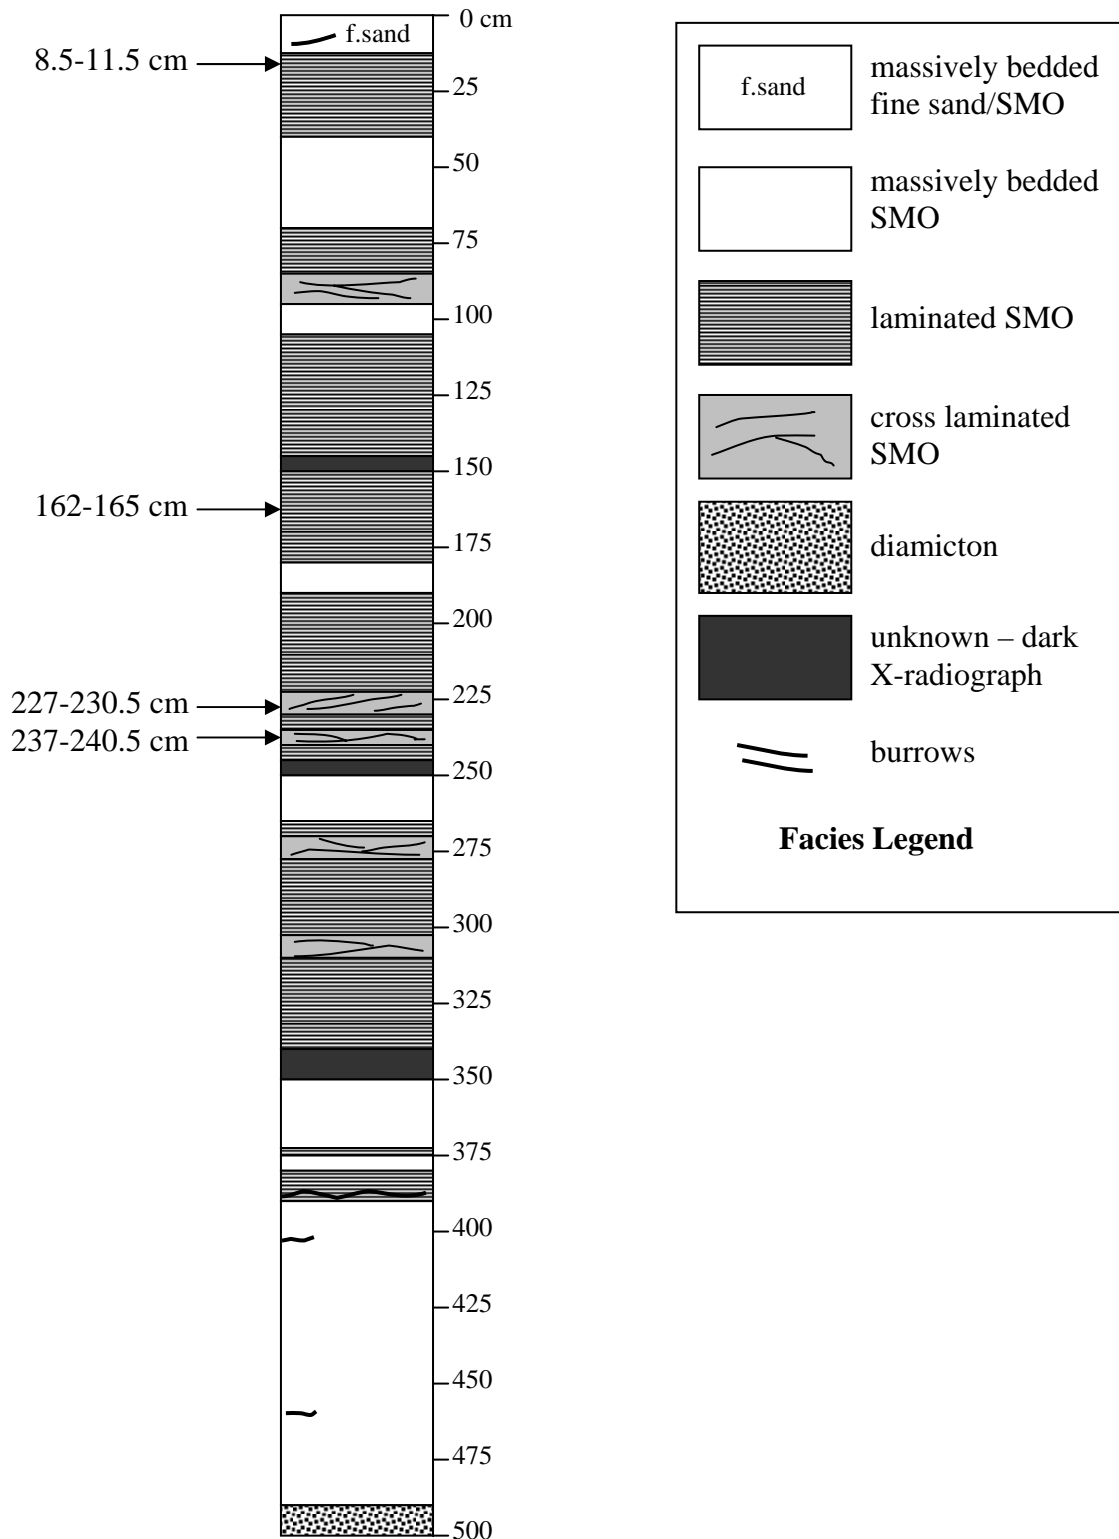 0 cm
f.sand
8.5-11.5 cm
25
50
75
100
125
150
162-165 cm
175
200
225
227-230.5 cm
237-240.5 cm
250
275
300
325
350
375
400
425
450
475
500
f.sand
massively bedded
fine sand/SMO
massively bedded
SMO
laminated SMO
cross laminated
SMO
diamicton
unknown – dark
X-radiograph
burrows
Facies Legend